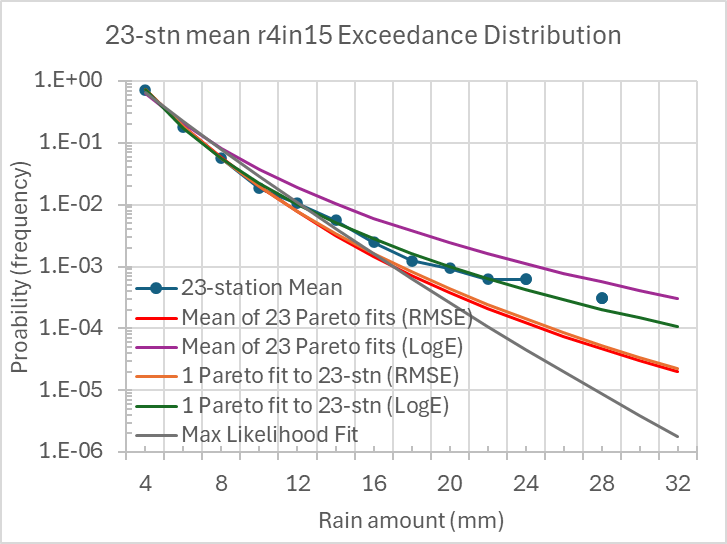 23-stn mean r4in15 Exceedance Distribution
1.E+00
1.E-01
1.E-02
1.E-03
1.E-04
1.E-05
1.E-06
Proability (frequency)
23-station Mean
Mean of 23 Pareto fits (RMSE)
Mean of 23 Pareto fits (LogE)
1 Pareto fit to 23-stn (RMSE)
1 Pareto fit to 23-stn (LogE)
Max Likelihood Fit
4 8 12 16 20 24 28 32
Rain amount (mm)